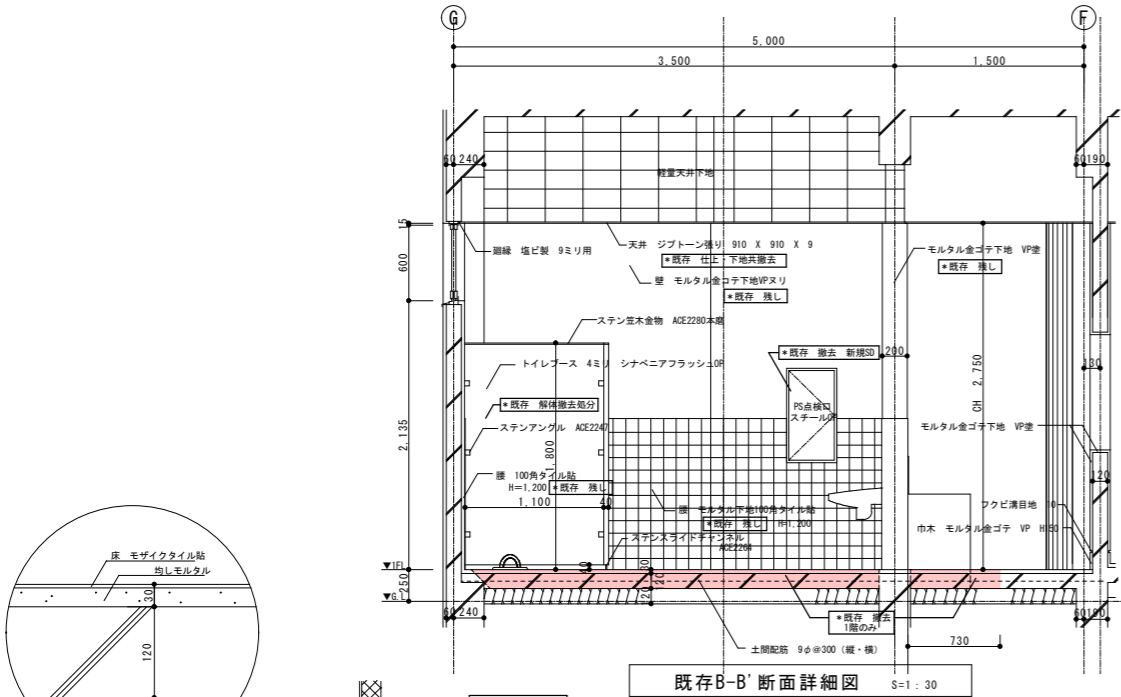 G
F
5,000
3,500
1,500
60 240
60 190
軽量天井下地
15
廻縁 塩ビ製 9ミリ用
天井 ジプトーン張り 910 X 910 X 9
*既存 仕上・下地共撤去
モルタル金ゴテ下地 VP塗
*既存 残し
600
壁 モルタル金コテ下地VPヌリ
*既存 残し
ステン笠木金物 ACE2280本磨
トイレブース 4ミリ シナベニアフラッシュOP
*既存 撤去 新規SD
200
130
CH 2,750
*既存 解体撤去処分
PS点検口
スチールOP
ステンアングル ACE2247
モルタル金ゴテ下地 VP塗
2,135
1,800
120
腰 100角タイル貼
H=1,200
*既存 残し
1,100
40
腰 モルタル下地100角タイル貼
*既存 残し
H=1,200
フクビ溝目地 10
巾木 モルタル金ゴテ VP H150
ステンスライドチャンネル
ACE2264
床 モザイクタイル貼
均しモルタル
▼1FL
40
30
120
250
▼G.L
120
60 240
60 190
*既存 撤去
1階のみ
730
土間配筋 9φ@300 (縦・横)
30
120
既存B-B'断面詳細図 S=1:30